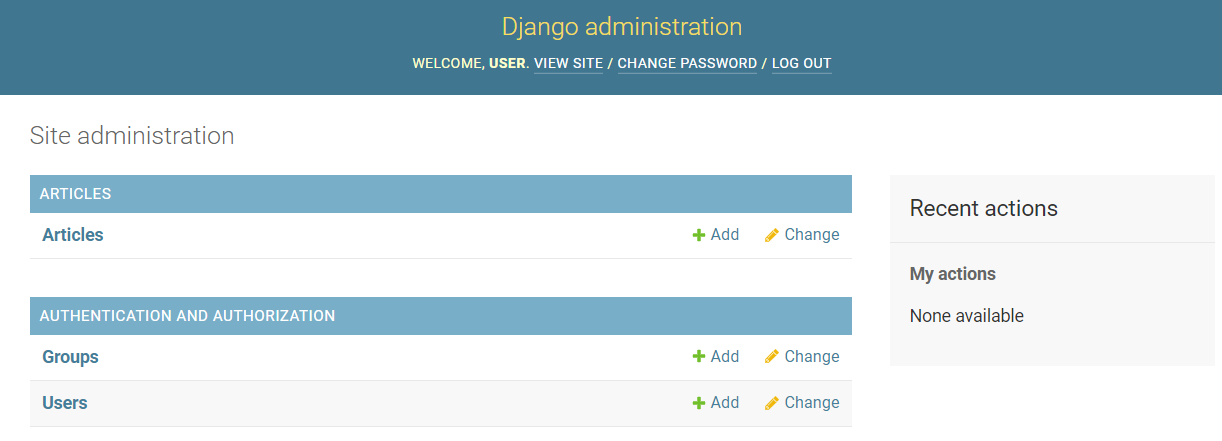 Django administration
WELCOME, USER. VIEW SITE / CHANGE PASSWORD / LOG OUT
Site administration
ARTICLES
Articles Add Change
AUTHENTICATION AND AUTHORIZATION
Groups Add Change
Users Add Change
Recent actions
My actions
None available